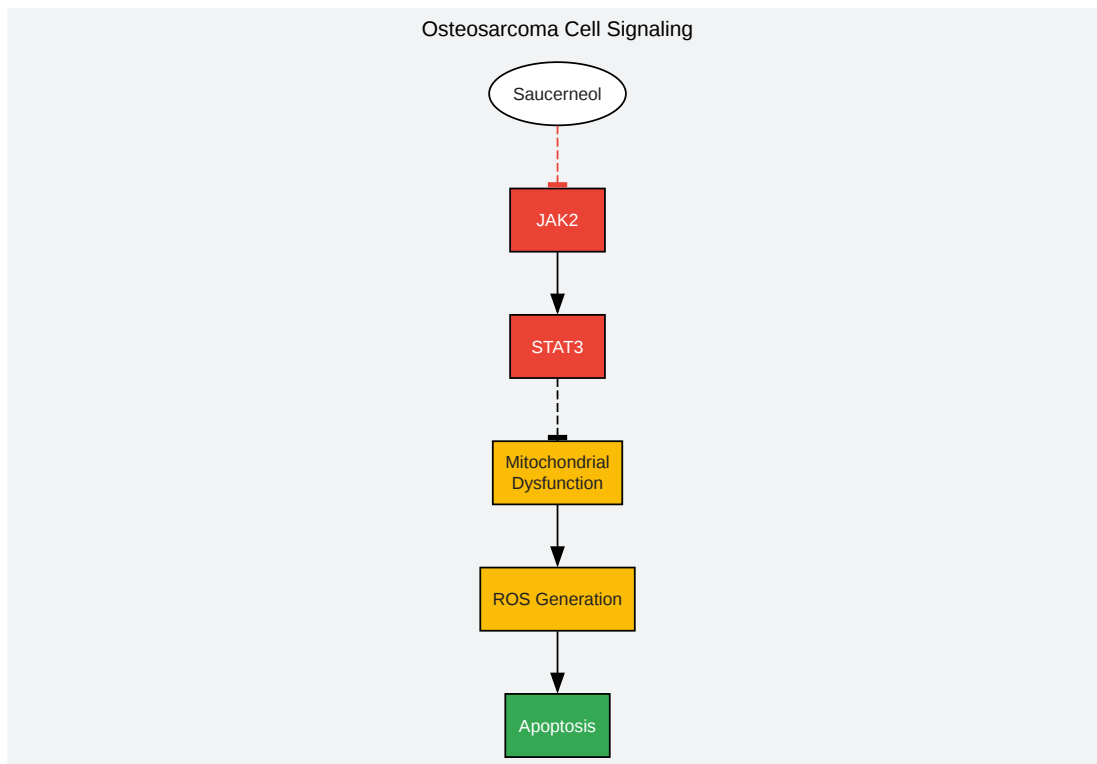 Osteosarcoma Cell Signaling
Saucerneol
JAK2
STAT3
Mitochondrial
Dysfunction
ROS Generation
Apoptosis